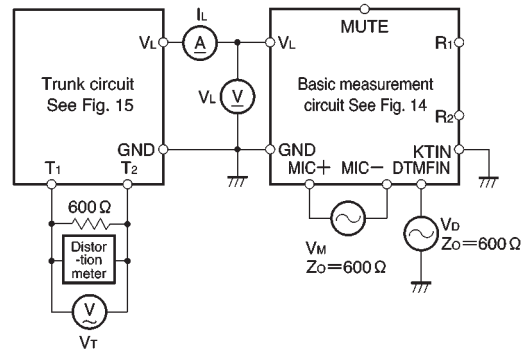 IL
MUTE
VL
A
VL
R1
Trunk circuit
See Fig. 15
VL
V
Basic measurement
circuit See Fig. 14
R2
GND
GND
KTIN
T1
T2
MIC+
MIC−
DTMFIN
600 Ω
Distor
-tion
meter
VM
ZO=600 Ω
VD
ZO=600 Ω
V
VT